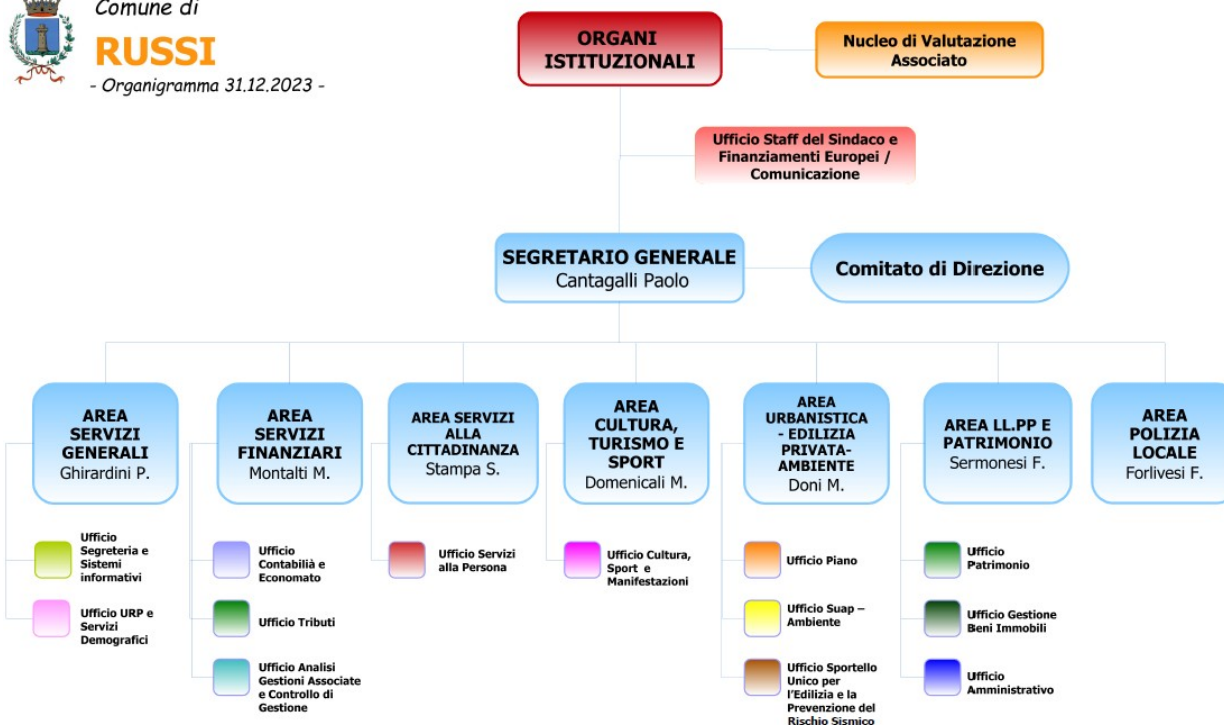 Comune di
RUSSI
- Organigramma 31.12.2023 -
ORGANI
ISTITUZIONALI
Nucleo di Valutazione
Associato
Ufficio Staff del Sindaco e
Finanziamenti Europei /
Comunicazione
SEGRETARIO GENERALE
Cantagalli Paolo
Comitato di Direzione
AREA
SERVIZI
GENERALI
Ghirardini P.
Ufficio
Segreteria e
Sistemi
informativi
Ufficio URP e
Servizi
Demografici
AREA
SERVIZI
FINANZIARI
Montalti M.
Ufficio
Contabilià e
Economato
Ufficio Tributi
Ufficio Analisi
Gestioni Associate
e Controllo di
Gestione
AREA SERVIZI
ALLA
CITTADINANZA
Stampa S.
Ufficio Servizi
alla Persona
AREA
CULTURA,
TURISMO E
SPORT
Domenicali M.
Ufficio Cultura,
Sport e
Manifestazioni
AREA
URBANISTICA
- EDILIZIA
PRIVATA-
AMBIENTE
Doni M.
Ufficio Piano
Ufficio Suap –
Ambiente
Ufficio Sportello
Unico per
l'Edilizia e la
Prevenzione del
Rischio Sismico
AREA LL.PP E
PATRIMONIO
Sermonesi F.
Ufficio
Patrimonio
Ufficio Gestione
Beni Immobili
Ufficio
Amministrativo
AREA
POLIZIA
LOCALE
Forlivesi F.